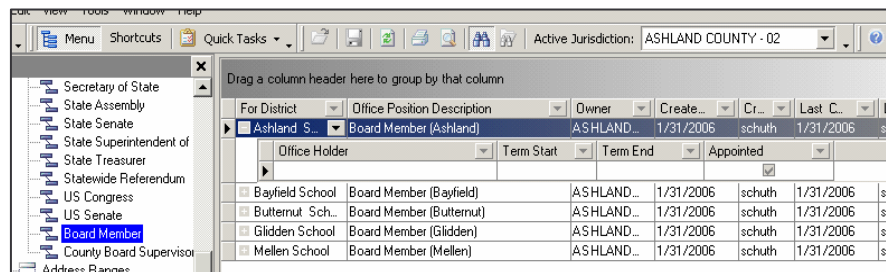 Edit View Tools Window Help
Menu Shortcuts Quick Tasks Active Jurisdiction: ASHLAND COUNTY - 02
Drag a column header here to group by that column
Secretary of State
State Assembly
State Senate
State Superintendent of
State Treasurer
Statewide Referendum
US Congress
US Senate
Board Member
County Board Supervisor
Address Ranges
For District Office Position Description Owner Create... Cr... Last C...
Ashland S... Board Member (Ashland) ASHLAND... 1/31/2006 schuth 1/31/2006 s
Office Holder Term Start Term End Appointed
Bayfield School Board Member (Bayfield) ASHLAND... 1/31/2006 schuth 1/31/2006 s
Butternut Sch... Board Member (Butternut) ASHLAND... 1/31/2006 schuth 1/31/2006 s
Glidden School Board Member (Glidden) ASHLAND... 1/31/2006 schuth 1/31/2006 s
Mellen School Board Member (Mellen) ASHLAND... 1/31/2006 schuth 1/31/2006 s